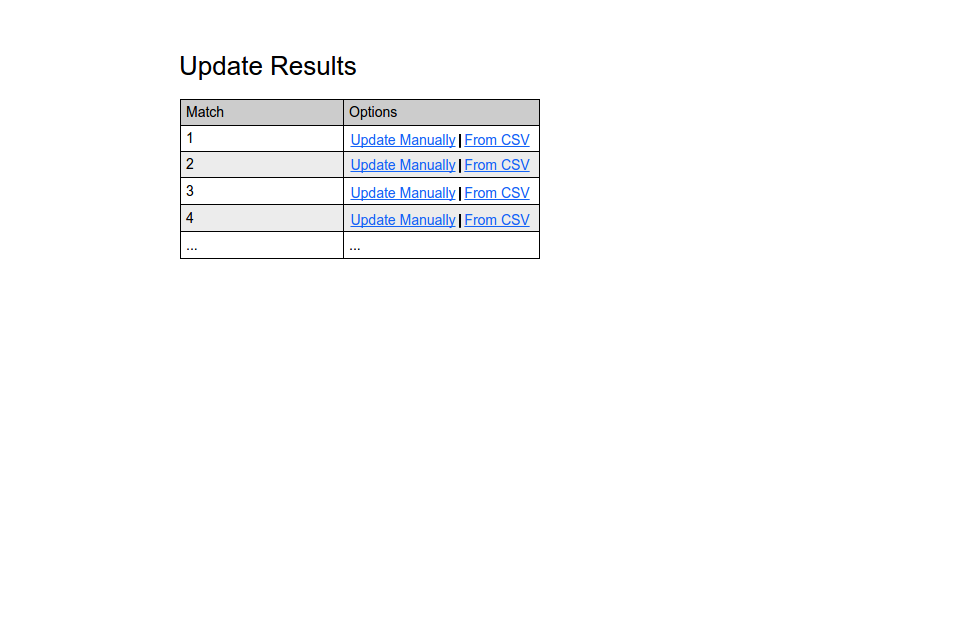 Update Results
Match Options
1 Update Manually | From CSV
2 Update Manually | From CSV
3 Update Manually | From CSV
4 Update Manually | From CSV
... ...